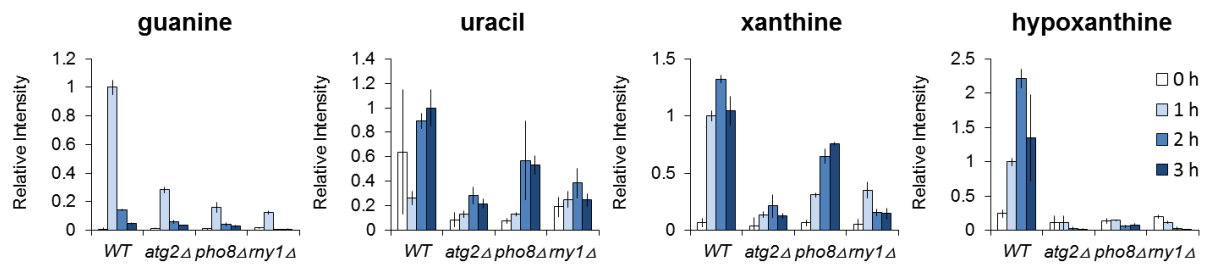 guanine
Relative Intensity
1.2
1
0.8
0.6
0.4
0.2
0
WT atg2Δ pho8Δ rny1Δ
uracil
Relative Intensity
1.4
1.2
1
0.8
0.6
0.4
0.2
0
WT atg2Δ pho8Δ rny1Δ
xanthine
Relative Intensity
1.5
1
0.5
0
WT atg2Δ pho8Δ rny1Δ
hypoxanthine
Relative Intensity
2.5
2
1.5
1
0.5
0
WT atg2Δ pho8Δ rny1Δ
0 h
1 h
2 h
3 h